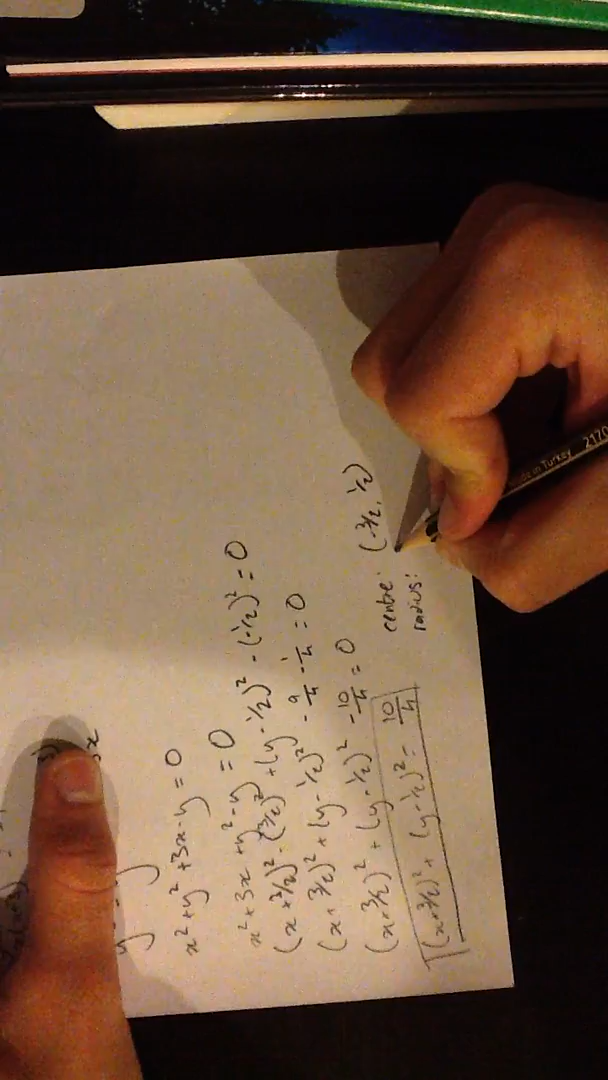 x² + y² + 3x - y = 0
x² + 3x + y² - y = 0
(x + 3/2)² - (3/2)² + (y - 1/2)² - (-1/2)² = 0
(x + 3/2)² + (y - 1/2)² - 9/4 - 1/4 = 0
(x + 3/2)² + (y - 1/2)² - 10/4 = 0
(x + 3/2)² + (y - 1/2)² = 10/4
centre: (-3/2, 1/2)
radius:
Made in Turkey 2170